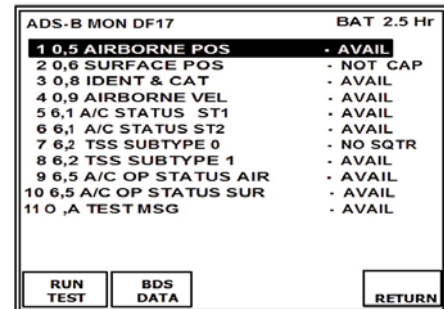 ADS-B MON DF17 BAT 2.5 Hr
1 0,5 AIRBORNE POS - AVAIL
2 0,6 SURFACE POS - NOT CAP
3 0,8 IDENT & CAT - AVAIL
4 0,9 AIRBORNE VEL - AVAIL
5 6,1 A/C STATUS ST1 - AVAIL
6 6,1 A/C STATUS ST2 - AVAIL
7 6,2 TSS SUBTYPE 0 - NO SQTR
8 6,2 TSS SUBTYPE 1 - AVAIL
9 6,5 A/C OP STATUS AIR - AVAIL
10 6,5 A/C OP STATUS SUR - AVAIL
11 O ,A TEST MSG - AVAIL
RUN TEST
BDS DATA
RETURN